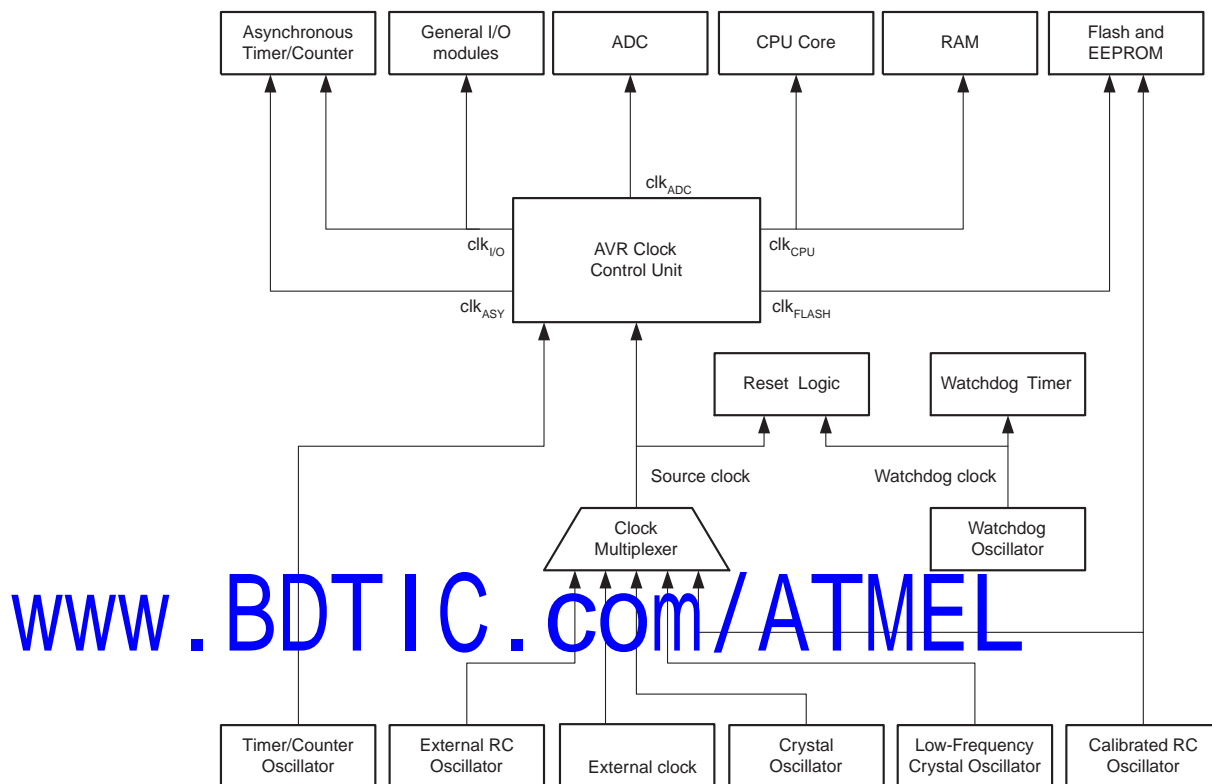 Asynchronous
Timer/Counter
General I/O
modules
ADC
CPU Core
RAM
Flash and
EEPROM
clkADC
clkI/O
AVR Clock
Control Unit
clkCPU
clkASY
clkFLASH
Reset Logic
Watchdog Timer
Source clock
Watchdog clock
Clock
Multiplexer
Watchdog
Oscillator
www.BDTIC.com/ATMEL
Timer/Counter
Oscillator
External RC
Oscillator
External clock
Crystal
Oscillator
Low-Frequency
Crystal Oscillator
Calibrated RC
Oscillator